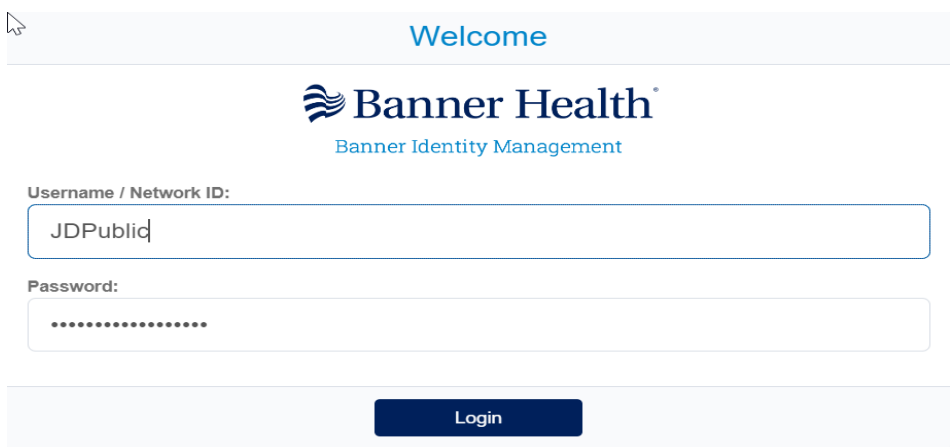 Welcome
Banner Health®
Banner Identity Management
Username / Network ID:
JDPublic
Password:
••••••••••••••••••
Login